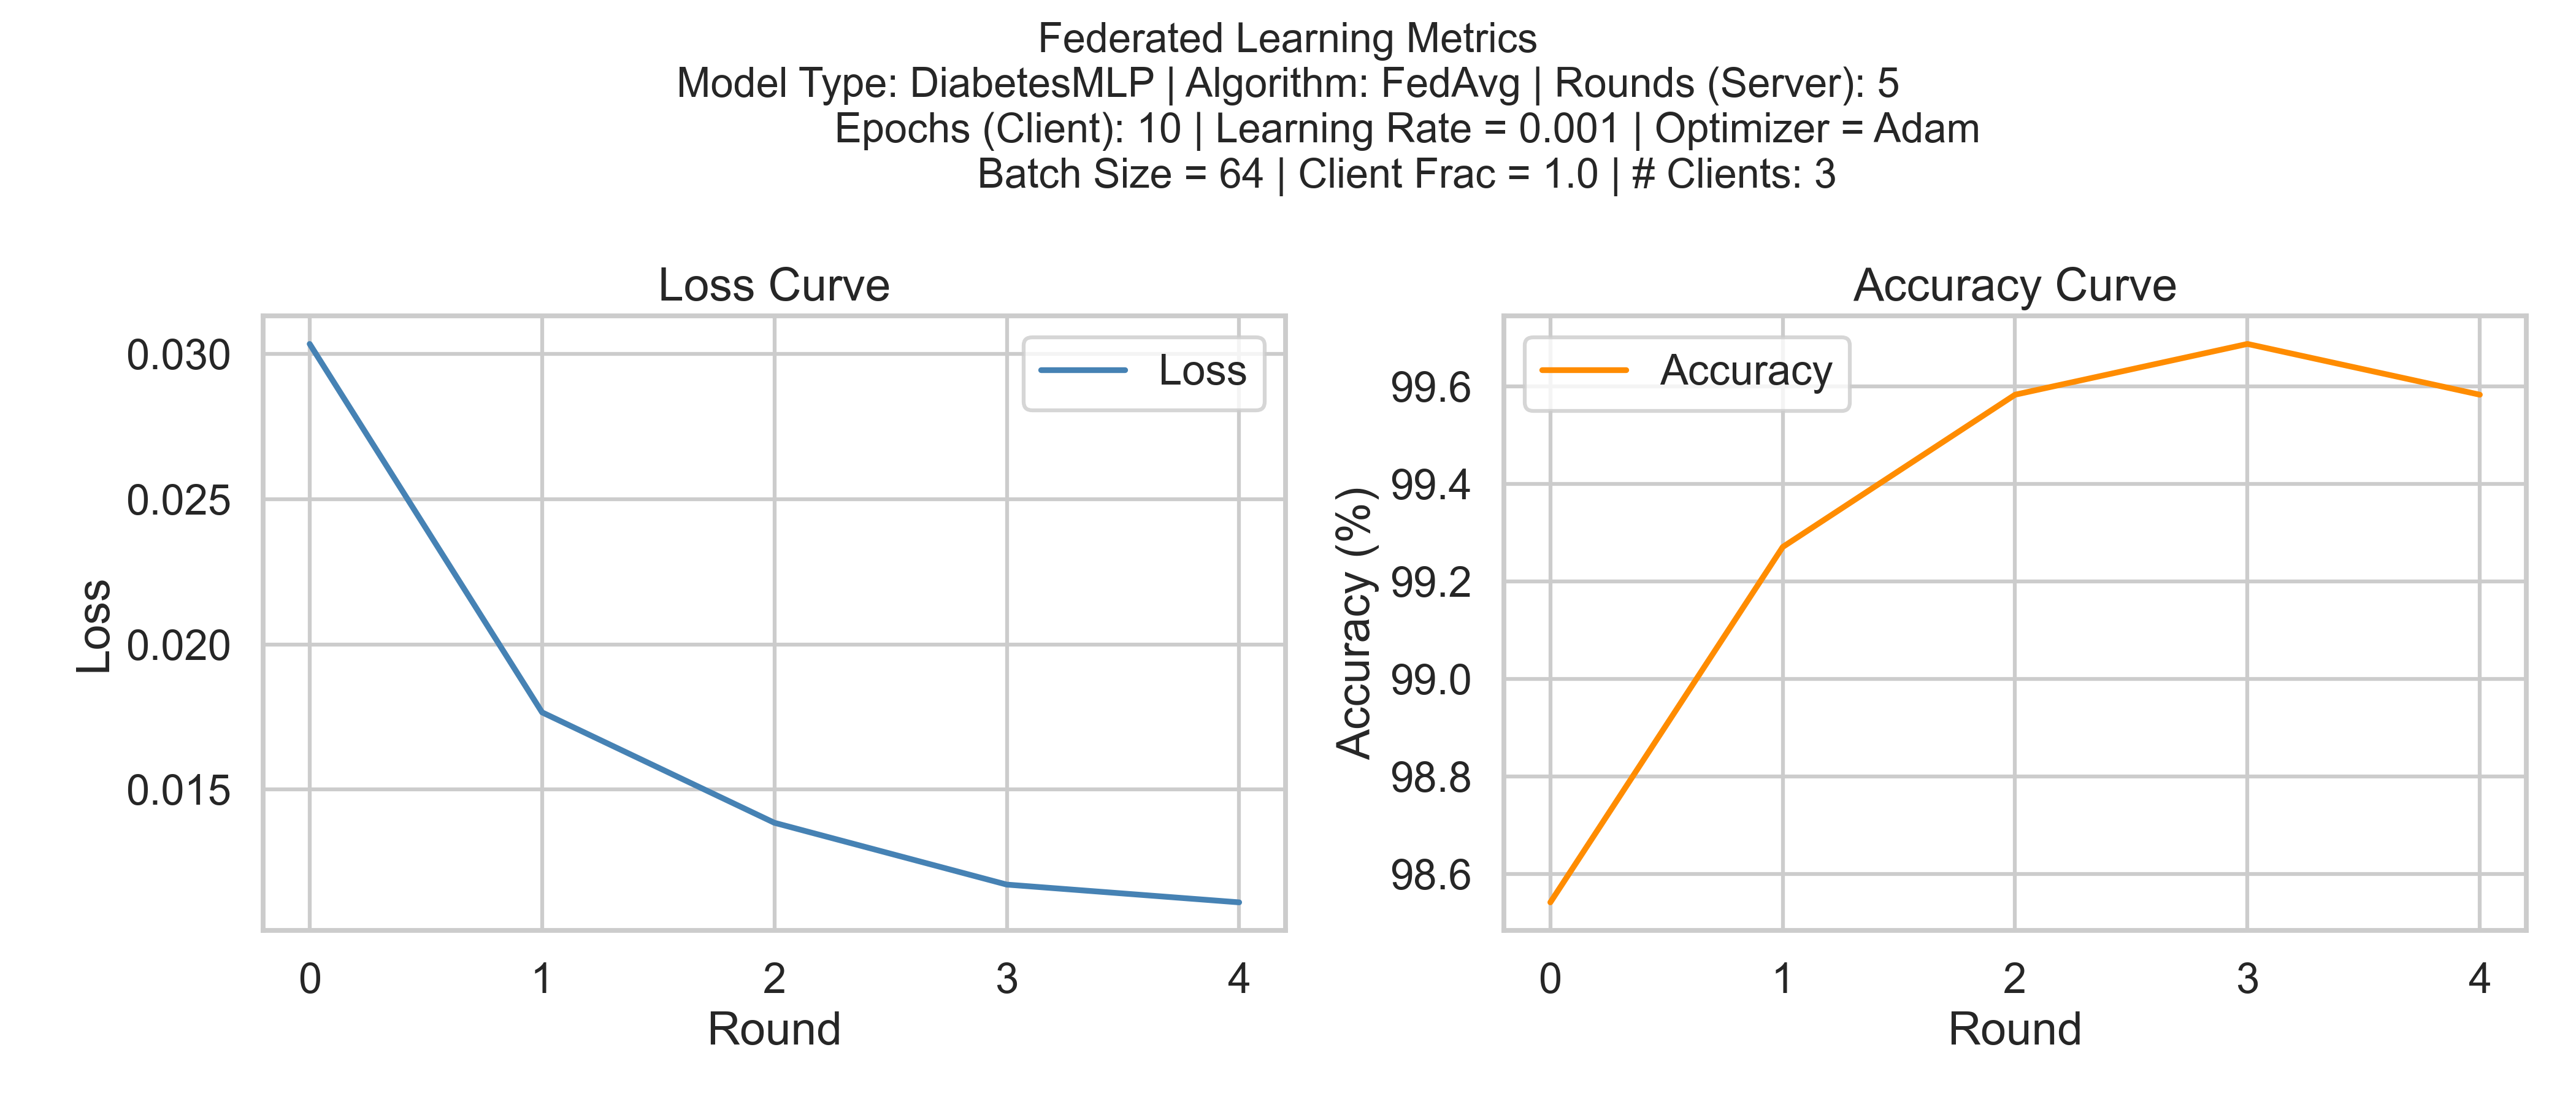 Federated Learning Metrics
Model Type: DiabetesMLP | Algorithm: FedAvg | Rounds (Server): 5
Epochs (Client): 10 | Learning Rate = 0.001 | Optimizer = Adam
Batch Size = 64 | Client Frac = 1.0 | # Clients: 3
Loss Curve
Loss
0.030
0.025
0.020
0.015
Loss
0
1
2
3
4
Round
Accuracy Curve
Accuracy
99.6
99.4
99.2
99.0
98.8
98.6
Accuracy (%)
0
1
2
3
4
Round